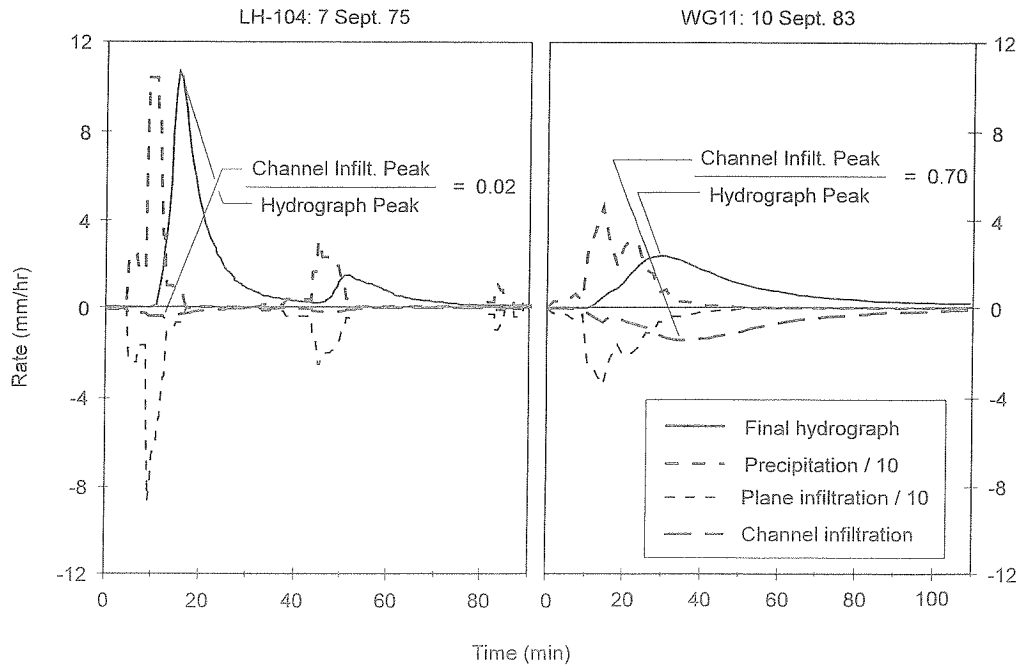 LH-104: 7 Sept. 75
WG11: 10 Sept. 83
12
8
4
0
-4
-8
-12
Rate (mm/hr)
Channel Infilt. Peak
Hydrograph Peak
= 0.02
Channel Infilt. Peak
Hydrograph Peak
= 0.70
12
8
4
0
-4
-8
-12
Final hydrograph
Precipitation / 10
Plane infiltration / 10
Channel infiltration
0 20 40 60 80
0 20 40 60 80 100
Time (min)